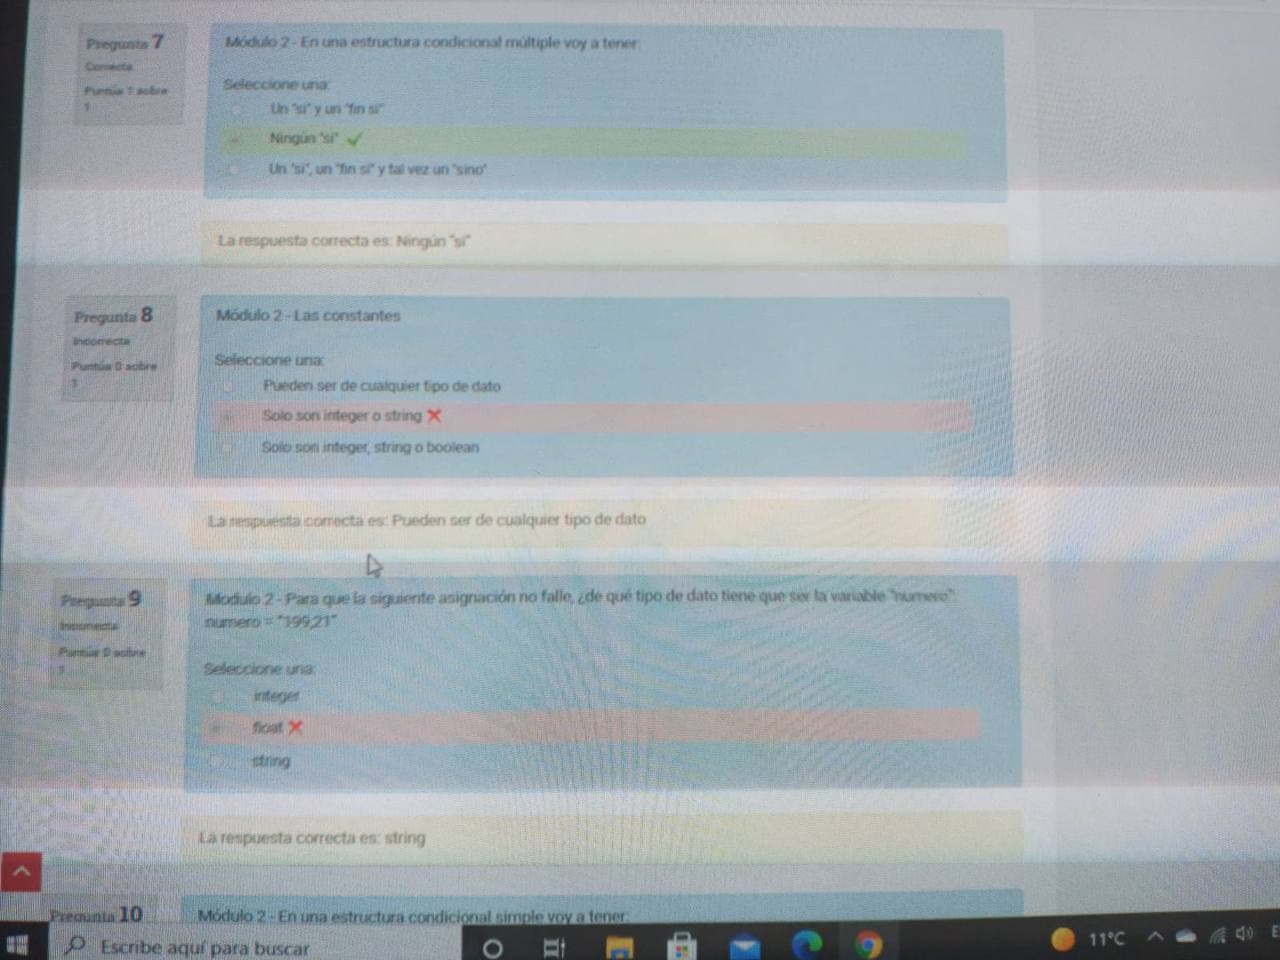 Pregunta 7
Correcta
Puntúa 1 sobre
1
Módulo 2 - En una estructura condicional múltiple voy a tener:
Seleccione una:
Un "si" y un "fin si"
Ningún "si"
Un "si", un "fin si" y tal vez un "sino"
La respuesta correcta es: Ningún "si"
Pregunta 8
Incorrecta
Puntúa 0 sobre
1
Módulo 2 - Las constantes
Seleccione una:
Pueden ser de cualquier tipo de dato
Solo son integer o string
Solo son integer, string o boolean
La respuesta correcta es: Pueden ser de cualquier tipo de dato
Pregunta 9
Incorrecta
Puntúa 0 sobre
1
Modulo 2 - Para que la siguiente asignación no falle, ¿de qué tipo de dato tiene que ser la variable "numero":
numero = "199,21"
Seleccione una:
integer
float
string
La respuesta correcta es: string
Pregunta 10
Módulo 2 - En una estructura condicional simple voy a tener:
Escribe aquí para buscar
11°C